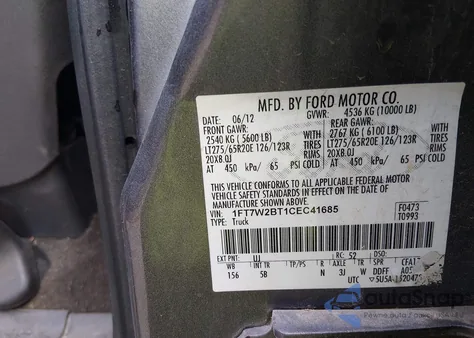 MFD. BY FORD MOTOR CO.
DATE: 06/12 GVWR: 4536 KG (10000 LB)
FRONT GAWR: REAR GAWR:
2540 KG (5600 LB) 2767 KG (6100 LB)
LT275/65R20E 126/123R TIRES LT275/65R20E 126/123R TIRES
20X8.0J RIMS 20X8.0J RIMS
AT 450 kPa/ 65 PSI COLD AT 450 kPa/ 65 PSI COLD
THIS VEHICLE CONFORMS TO ALL APPLICABLE FEDERAL MOTOR
VEHICLE SAFETY STANDARDS IN EFFECT ON THE DATE OF
MANUFACTURE SHOWN ABOVE.
VIN: 1FT7W2BT1CEC41685 F0473
TYPE: Truck T0993
EXT PNT: UJ RC: 52 DSO:
WB INT TR TP/PS R AXLE TR SPR
156 5B N 3J W DDFF
UTC